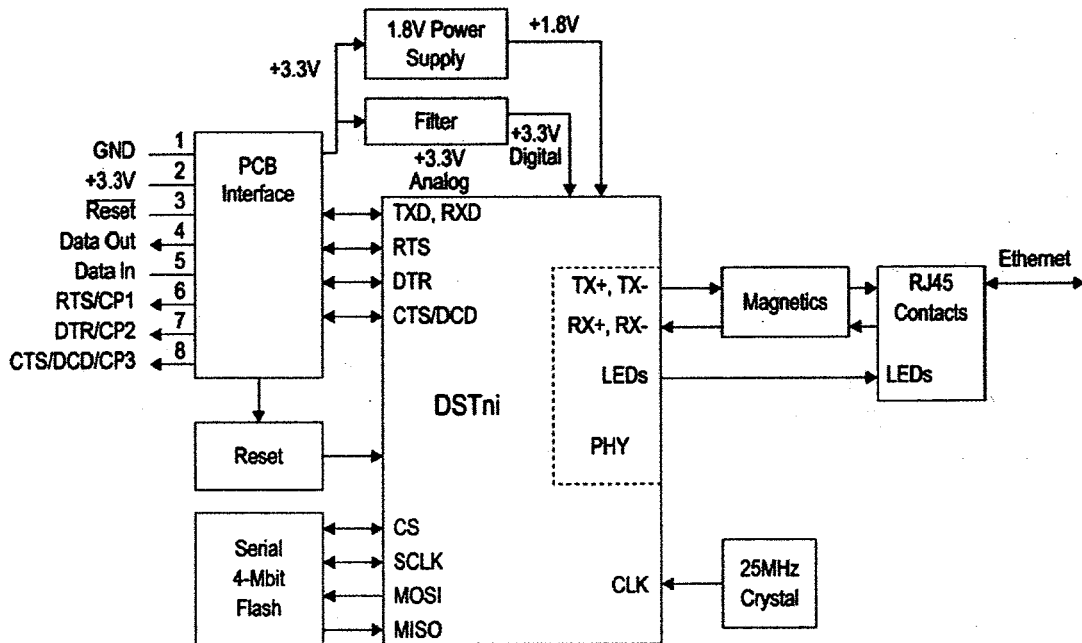 1.8V Power
Supply
+1.8V
+3.3V
Filter
+3.3V
Digital
+3.3V
Analog
PCB
Interface
GND 1
+3.3V 2
Reset 3
Data Out 4
Data In 5
RTS/CP1 6
DTR/CP2 7
CTS/DCD/CP3 8
TXD, RXD
RTS
DTR
CTS/DCD
TX+, TX-
RX+, RX-
LEDs
PHY
DSTni
Magnetics
RJ45
Contacts
LEDs
Ethernet
Reset
Serial
4-Mbit
Flash
CS
SCLK
MOSI
MISO
CLK
25MHz
Crystal